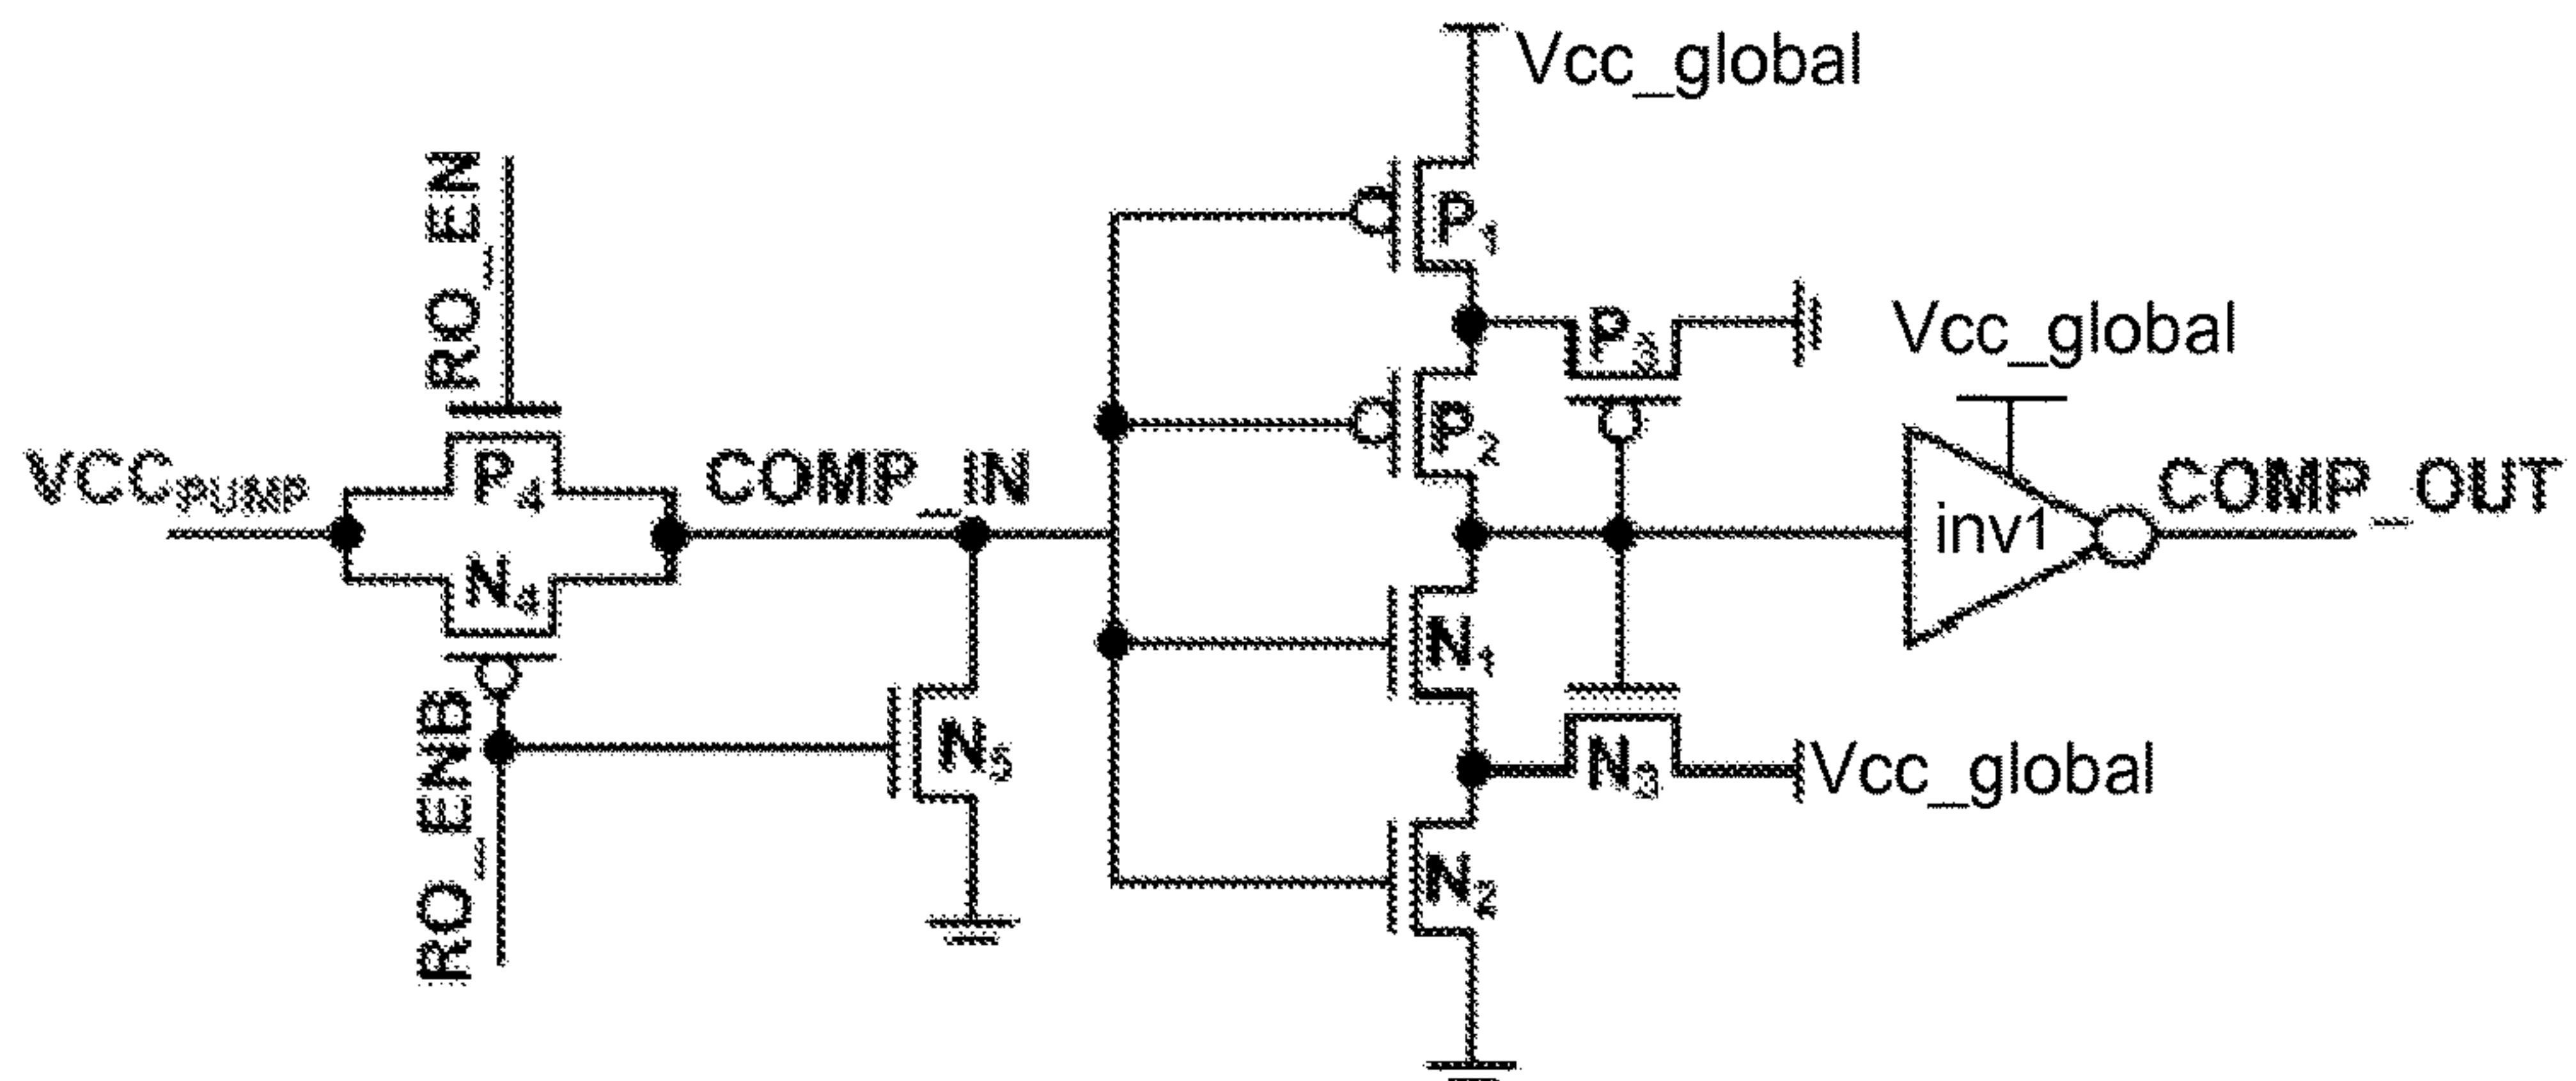 Vcc_global
RO_EN
P1
P3
Vcc_global
P2
VCCPUMP
P4
COMP_IN
inv1
COMP_OUT
N4
N1
RO_ENB
N5
N3
Vcc_global
N2